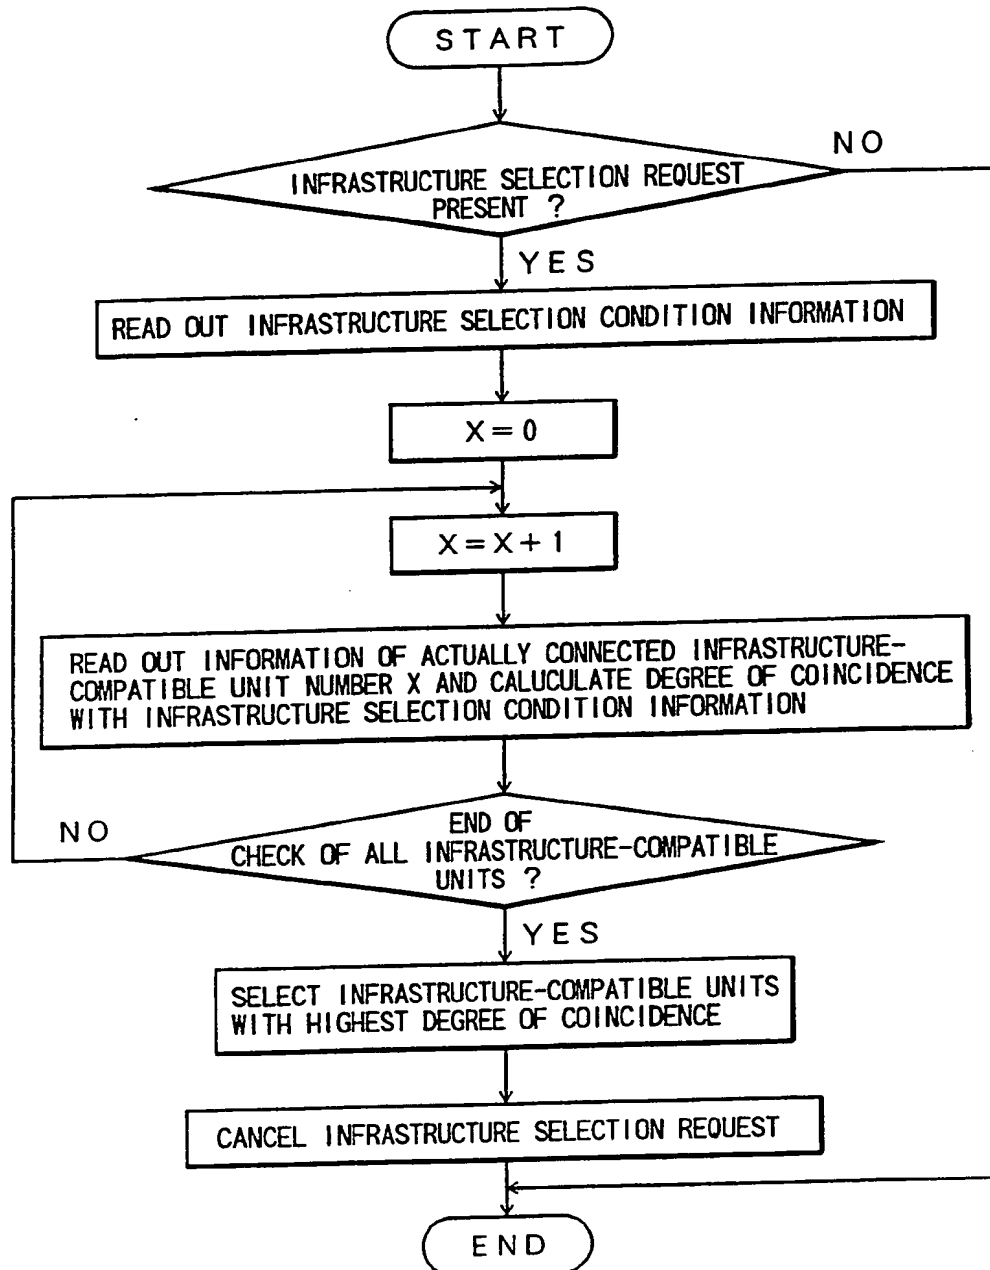 START
NO
INFRASTRUCTURE SELECTION REQUEST
PRESENT ?
YES
READ OUT INFRASTRUCTURE SELECTION CONDITION INFORMATION
X=0
X=X+1
READ OUT INFORMATION OF ACTUALLY CONNECTED INFRASTRUCTURE-
COMPATIBLE UNIT NUMBER X AND CALUCULATE DEGREE OF COINCIDENCE
WITH INFRASTRUCTURE SELECTION CONDITION INFORMATION
NO
END OF
CHECK OF ALL INFRASTRUCTURE-COMPATIBLE
UNITS ?
YES
SELECT INFRASTRUCTURE-COMPATIBLE UNITS
WITH HIGHEST DEGREE OF COINCIDENCE
CANCEL INFRASTRUCTURE SELECTION REQUEST
END